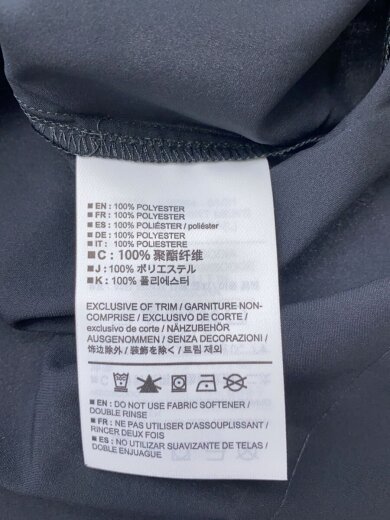 ■ EN: 100% POLYESTER
■ FR: 100% POLYESTER
■ ES : 100% POLIÉSTER / poliéster
■ DE : 100% POLYESTER
■ IT : 100% POLIESTERE
■ C : 100% 聚酯纤维
■ J : 100% ポリエステル
■ K : 100% 폴리에스터
EXCLUSIVE OF TRIM / GARNITURE NON-
COMPRISE / EXCLUSIVO DE CORTE /
exclusivo de corte / NÄHZUBEHÖR
AUSGENOMMEN / SENZA DECORAZIONI /
饰边除外 / 装飾を除く / 트림 제외
■ C
■ EN : DO NOT USE FABRIC SOFTENER /
DOUBLE RINSE
■ FR : NE PAS UTILISER D'ASSOUPLISSANT /
RINCER DEUX FOIS
■ ES: NO UTILIZAR SUAVIZANTE DE TELAS /
DOBLE ENJUAGUE